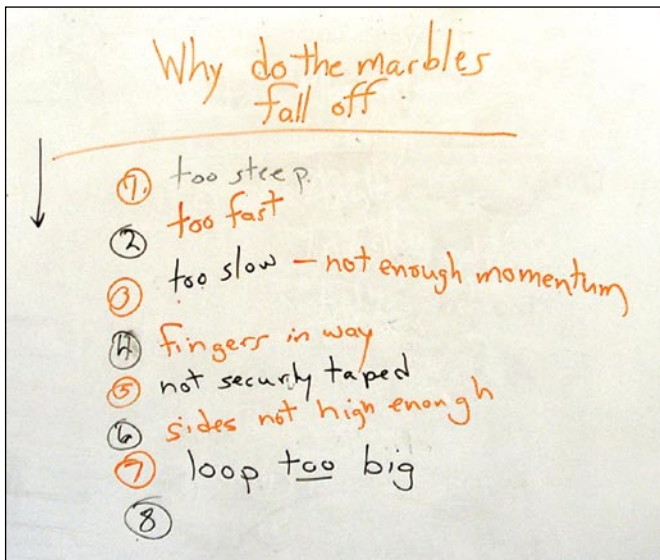 Why do the marbles
fall off
1. too steep.
2 too fast
3 too slow – not enough momentum
4 fingers in way
5 not securly taped
6 sides not high enough
7 loop too big
8